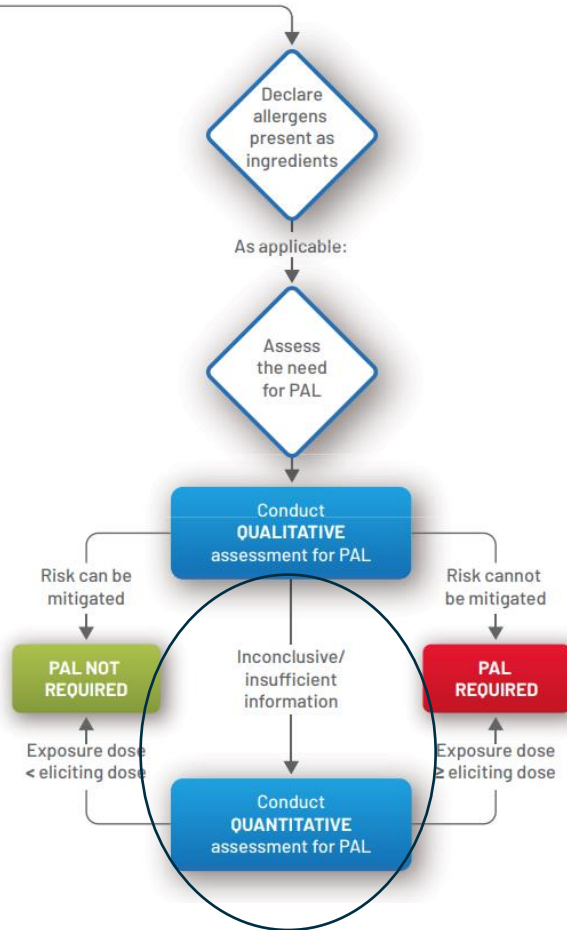 Declare
allergens
present as
ingredients
As applicable:
Assess
the need
for PAL
Conduct
QUALITATIVE
assessment for PAL
Risk can be
mitigated
Risk cannot
be mitigated
PAL NOT
REQUIRED
Inconclusive/
insufficient
information
PAL
REQUIRED
Exposure dose
< eliciting dose
Exposure dose
≥ eliciting dose
Conduct
QUANTITATIVE
assessment for PAL